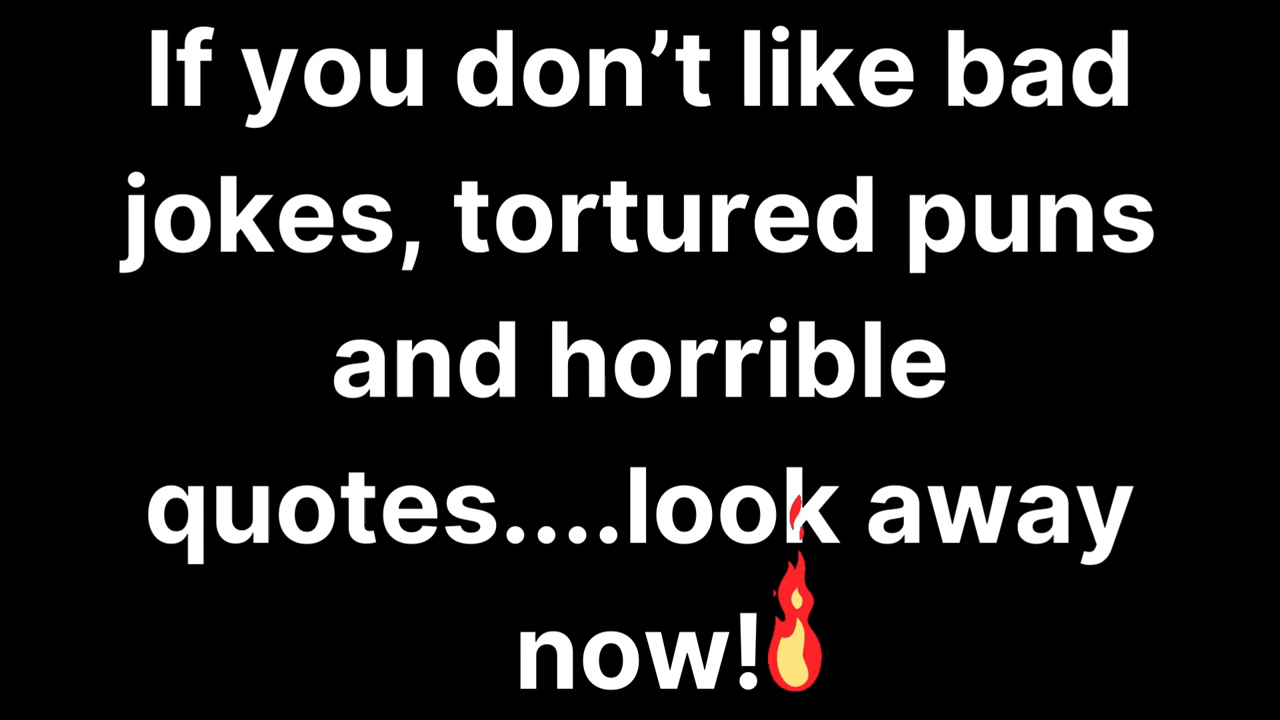 If you don’t like bad
jokes, tortured puns
and horrible
quotes....look away
now!